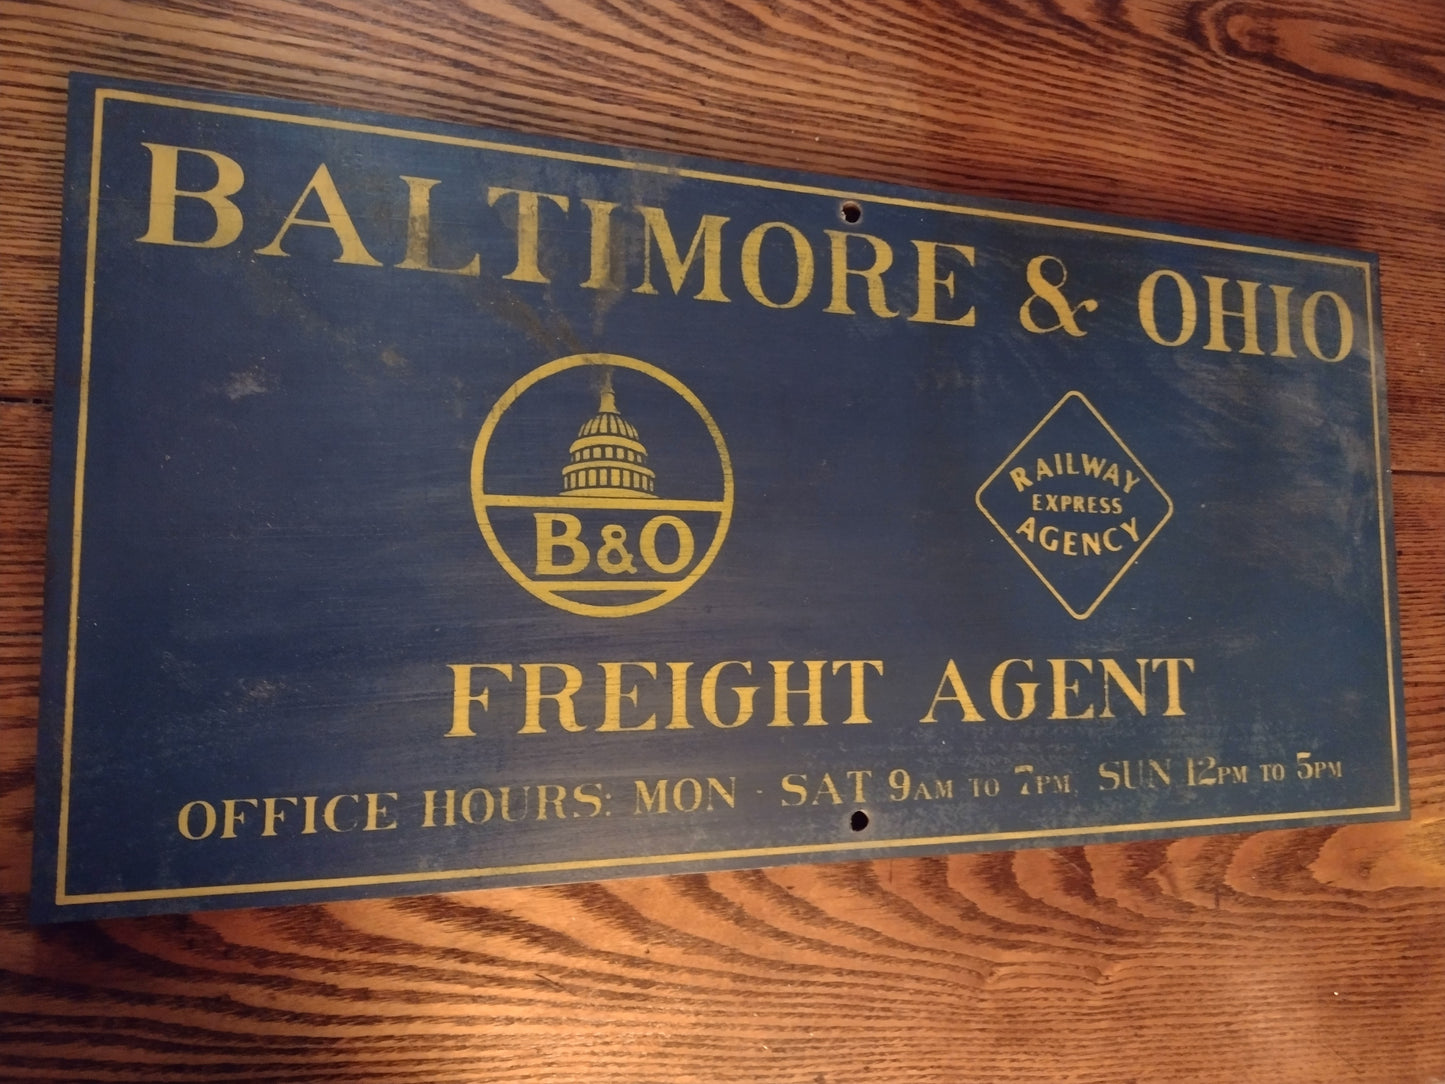 BALTIMORE & OHIO
B&O
RAILWAY
EXPRESS
AGENCY
FREIGHT AGENT
OFFICE HOURS: MON - SAT 9AM TO 7PM, SUN 12PM TO 5PM